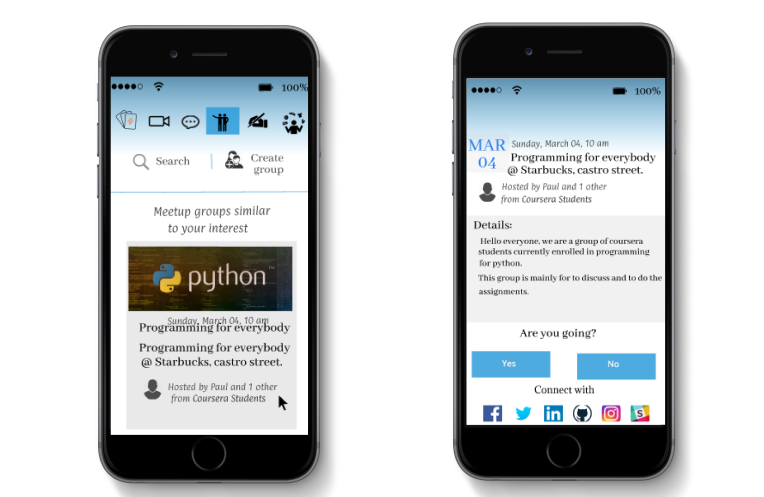 100%
Search
Create
group
Meetup groups similar
to your interest
python™
Sunday, March 04, 10 am
Programming for everybody
Programming for everybody
@ Starbucks, castro street.
Hosted by Paul and 1 other
from Coursera Students
100%
MAR
04
Sunday, March 04, 10 am
Programming for everybody
@ Starbucks, castro street.
Hosted by Paul and 1 other
from Coursera Students
Details:
Hello everyone, we are a group of coursera
students currently enrolled in programming
for python.
This group is mainly for to discuss and to do the
assignments.
Are you going?
Yes
No
Connect with
f
in
S